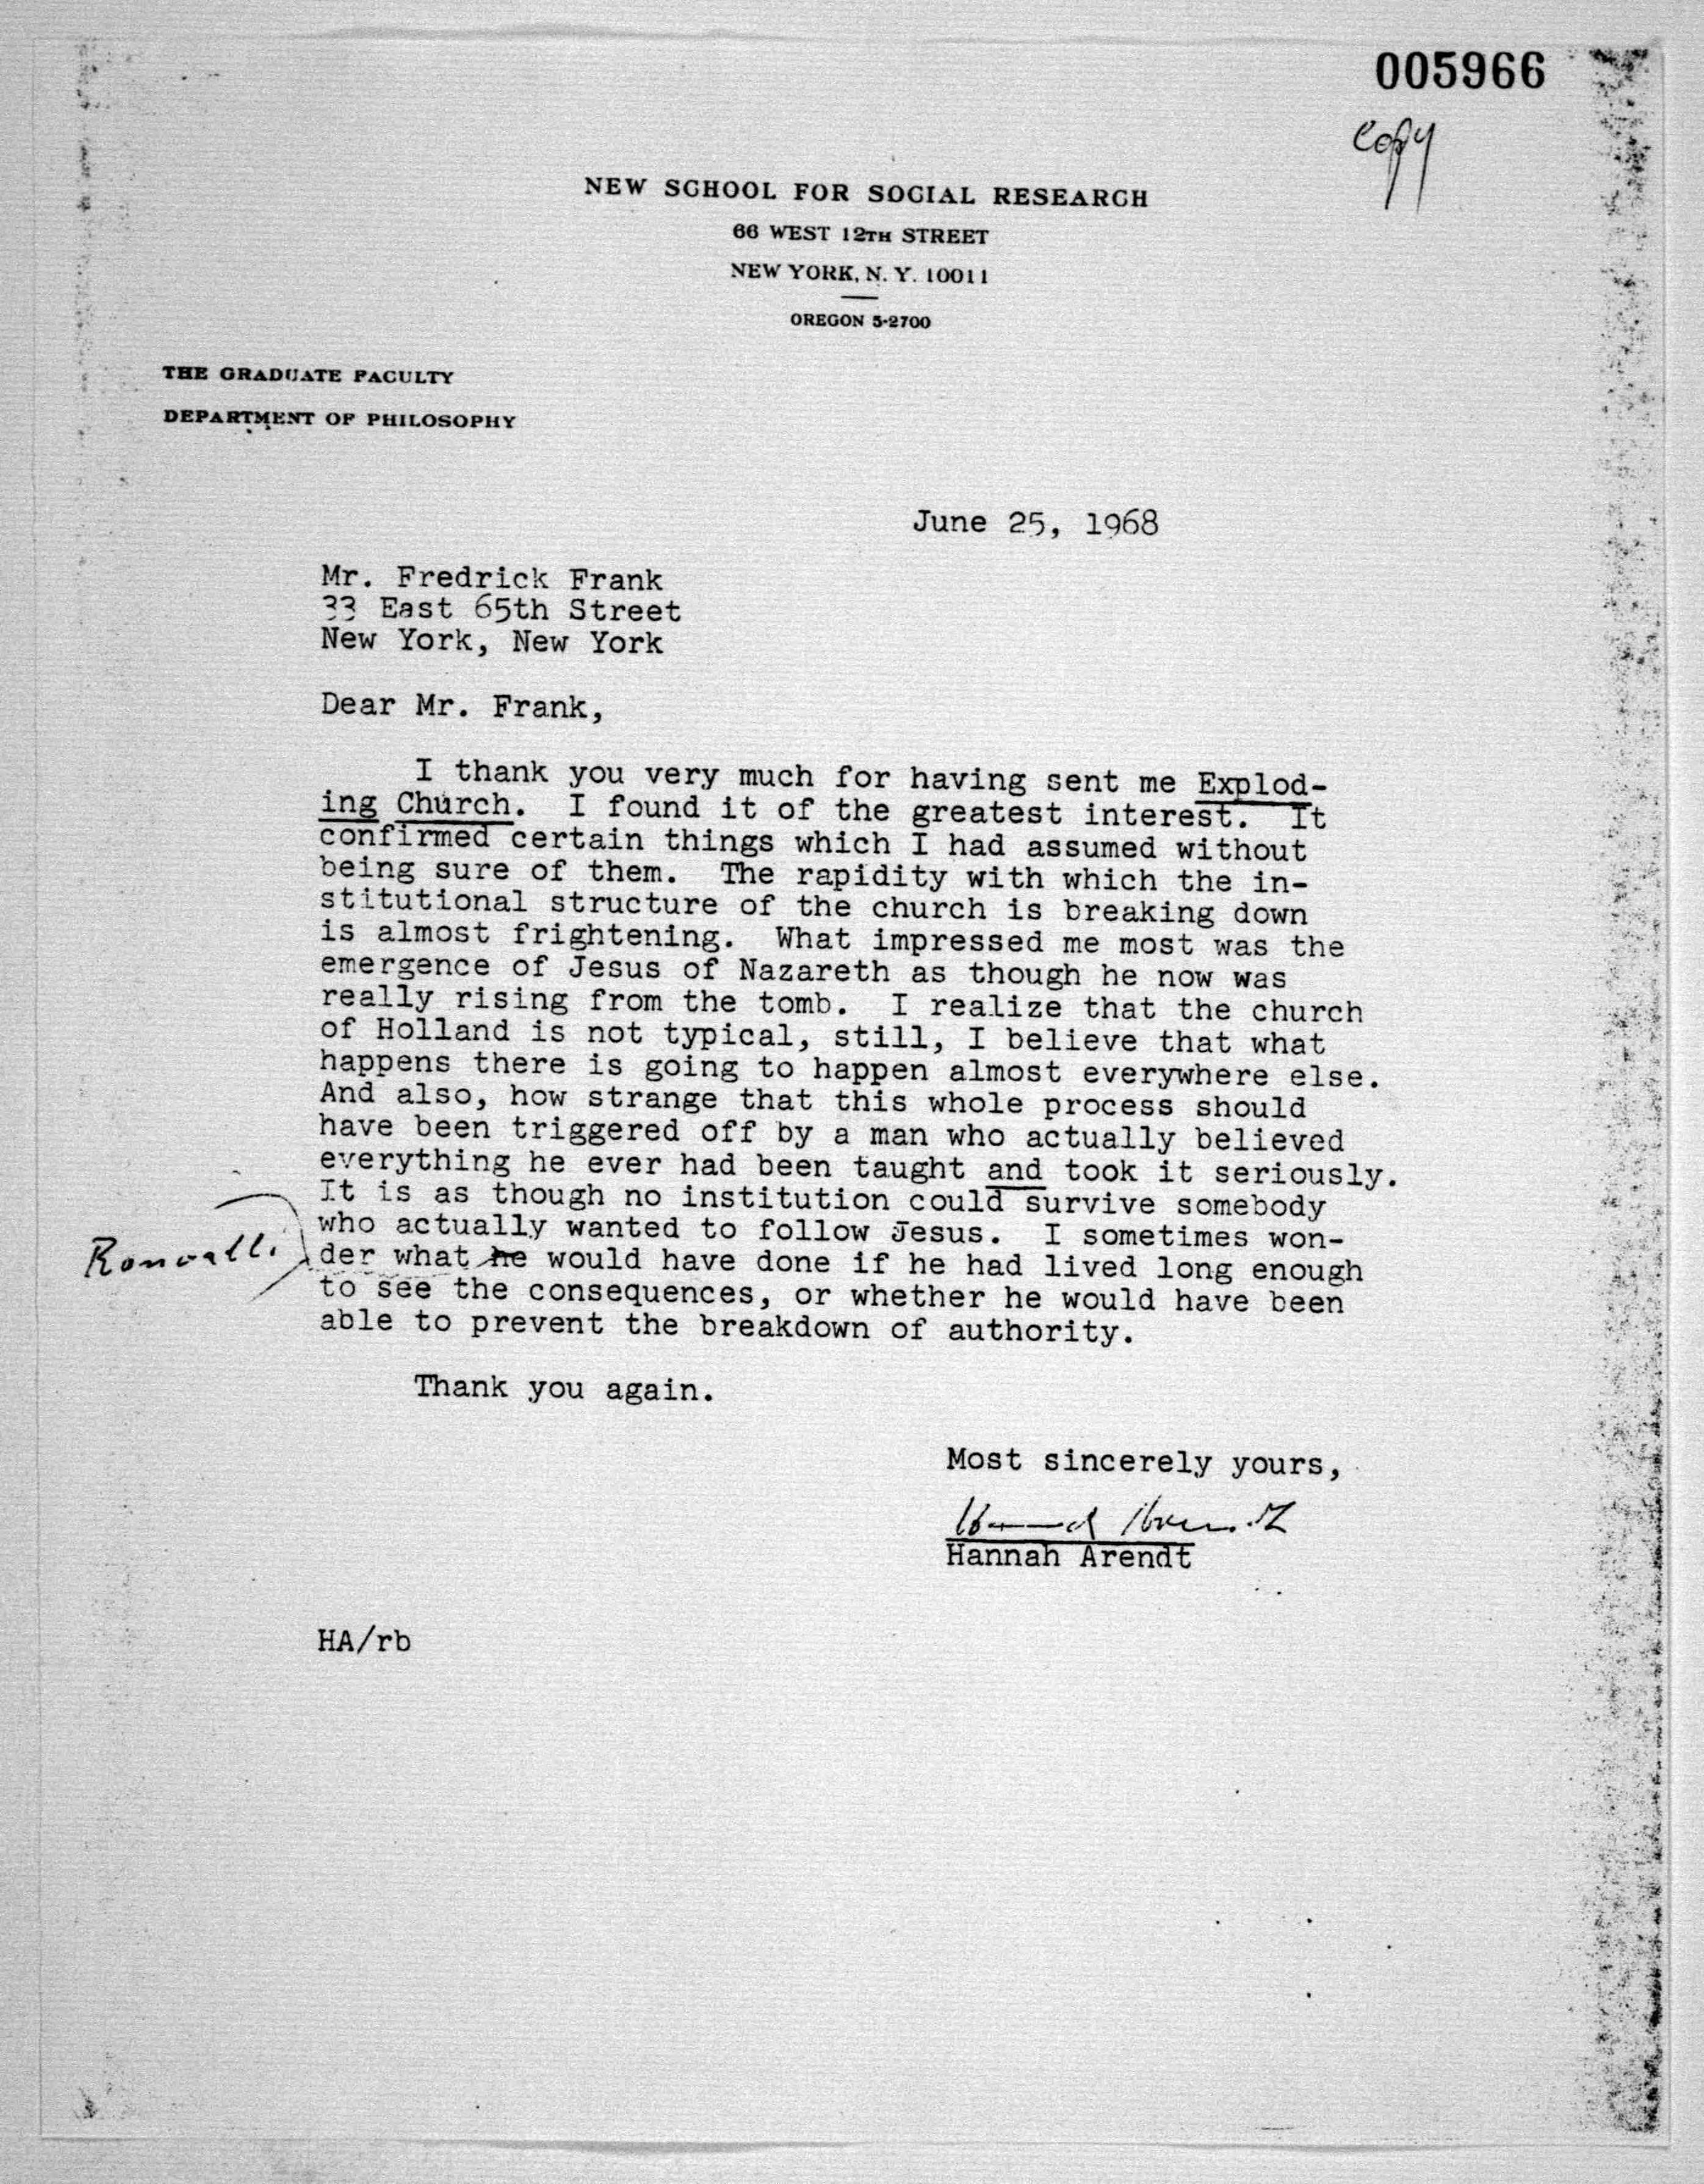 005966
copy
NEW SCHOOL FOR SOCIAL RESEARCH
66 WEST 12TH STREET
NEW YORK, N. Y. 10011
OREGON 5-2700
THE GRADUATE FACULTY
DEPARTMENT OF PHILOSOPHY
June 25, 1968
Mr. Fredrick Frank
33 East 65th Street
New York, New York
Dear Mr. Frank,
I thank you very much for having sent me Explod-
ing Church. I found it of the greatest interest. It
confirmed certain things which I had assumed without
being sure of them. The rapidity with which the in-
stitutional structure of the church is breaking down
is almost frightening. What impressed me most was the
emergence of Jesus of Nazareth as though he now was
really rising from the tomb. I realize that the church
of Holland is not typical, still, I believe that what
happens there is going to happen almost everywhere else.
And also, how strange that this whole process should
have been triggered off by a man who actually believed
everything he ever had been taught and took it seriously.
It is as though no institution could survive somebody
who actually wanted to follow Jesus. I sometimes won-
Roncalli der what he would have done if he had lived long enough
to see the consequences, or whether he would have been
able to prevent the breakdown of authority.
Thank you again.
Most sincerely yours,
Hannah Arendt
Hannah Arendt
HA/rb